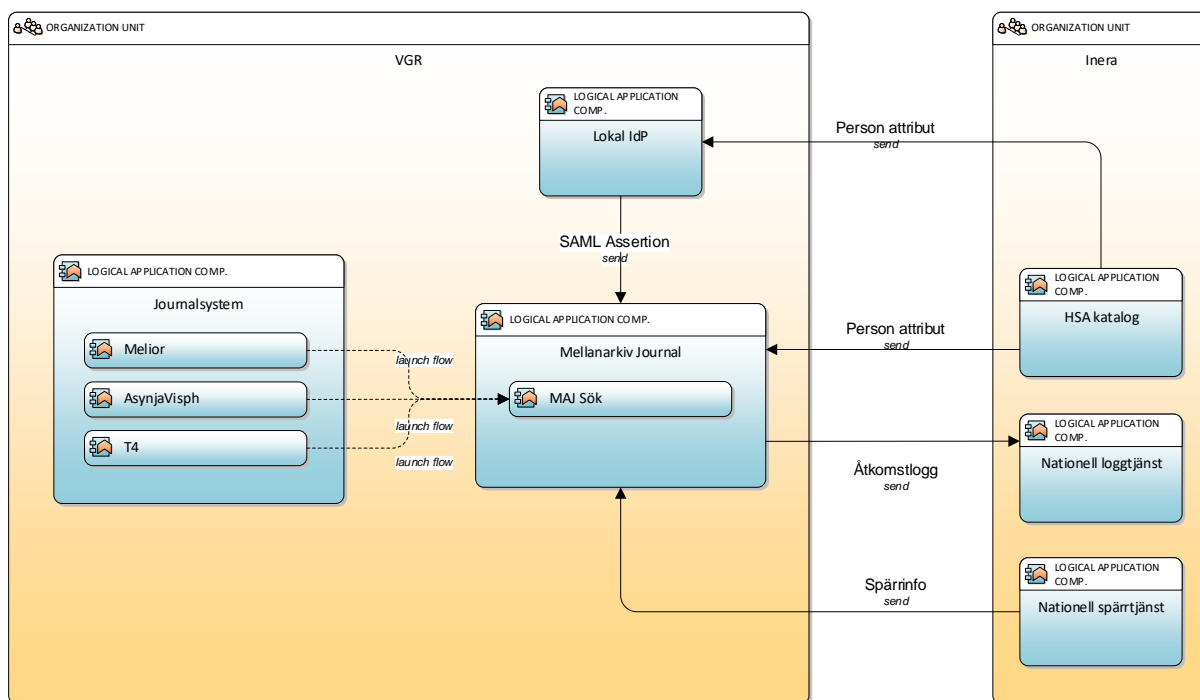 ORGANIZATION UNIT
VGR
LOGICAL APPLICATION
COMP.
Lokal IdP
SAML Assertion
send
LOGICAL APPLICATION COMP.
Journalsystem
Melior
AsynjaVisph
T4
launch flow
launch flow
launch flow
LOGICAL APPLICATION COMP.
Mellanarkiv Journal
MAJ Sök
Person attribut
send
Person attribut
send
Åtkomstlogg
send
Spärrinfo
send
ORGANIZATION UNIT
Inera
LOGICAL APPLICATION
COMP.
HSA katalog
LOGICAL APPLICATION
COMP.
Nationell loggtjänst
LOGICAL APPLICATION
COMP.
Nationell spärrtjänst